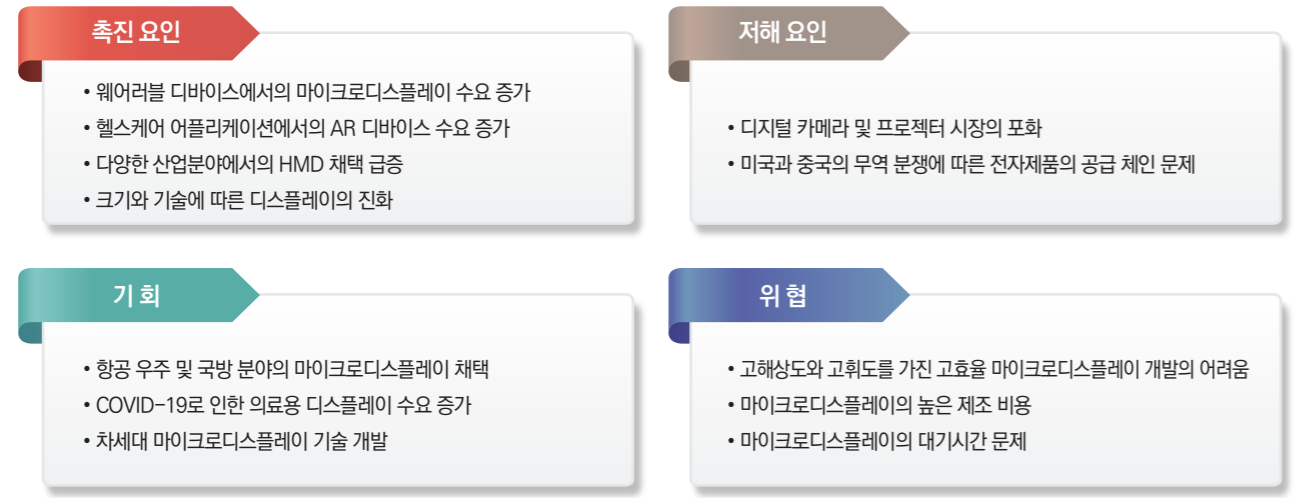 촉진 요인
• 웨어러블 디바이스에서의 마이크로디스플레이 수요 증가
• 헬스케어 어플리케이션에서의 AR 디바이스 수요 증가
• 다양한 산업분야에서의 HMD 채택 급증
• 크기와 기술에 따른 디스플레이의 진화
저해 요인
• 디지털 카메라 및 프로젝터 시장의 포화
• 미국과 중국의 무역 분쟁에 따른 전자제품의 공급 체인 문제
기 회
• 항공 우주 및 국방 분야의 마이크로디스플레이 채택
• COVID-19로 인한 의료용 디스플레이 수요 증가
• 차세대 마이크로디스플레이 기술 개발
위 협
• 고해상도와 고휘도를 가진 고효율 마이크로디스플레이 개발의 어려움
• 마이크로디스플레이의 높은 제조 비용
• 마이크로디스플레이의 대기시간 문제